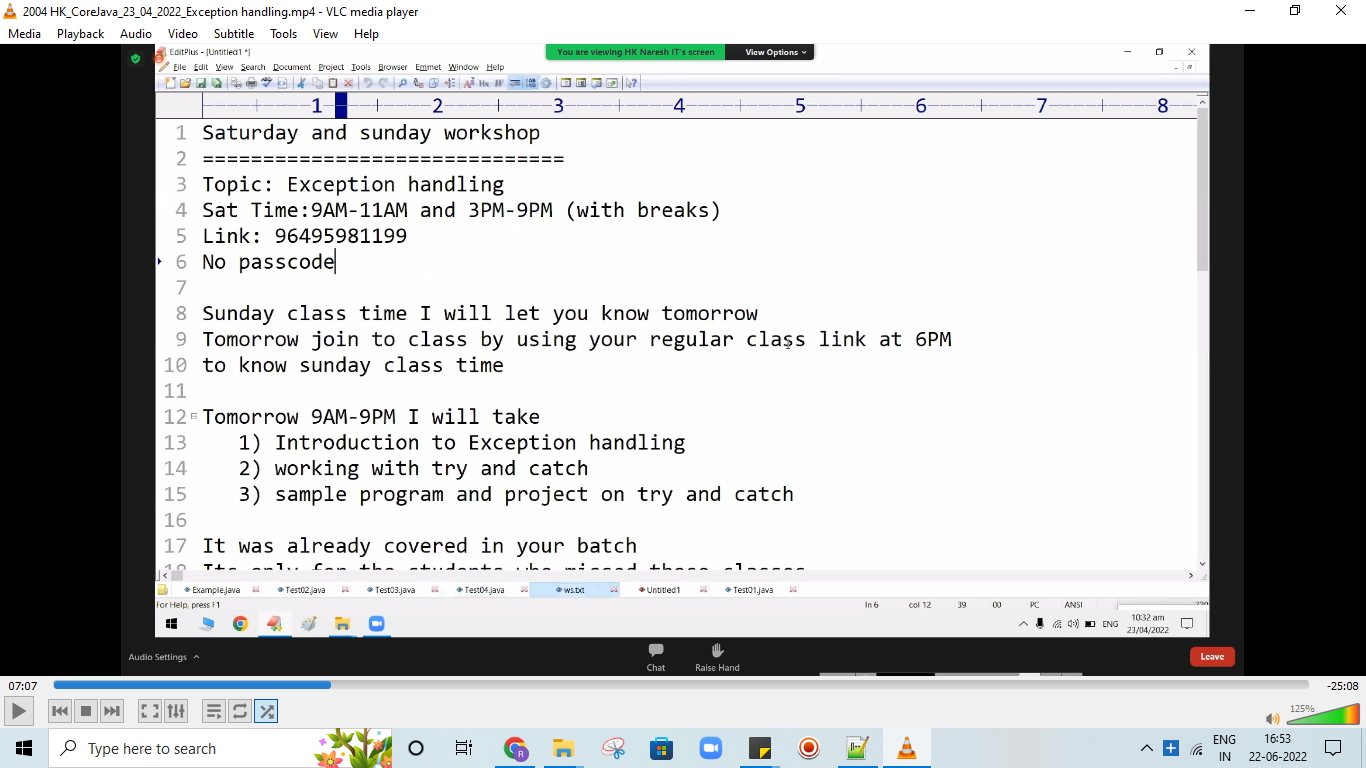 2004 HK_CoreJava_23_04_2022_Exception handling.mp4 - VLC media player
Media Playback Audio Video Subtitle Tools View Help
EditPlus - [Untitled1 *]
You are viewing HK Naresh IT's screen View Options
File Edit View Search Document Project Tools Browser Emmet Window Help
1 2 3 4 5 6 7 8
1 Saturday and sunday workshop
2 ==============================
3 Topic: Exception handling
4 Sat Time:9AM-11AM and 3PM-9PM (with breaks)
5 Link: 96495981199
6 No passcode
7
8 Sunday class time I will let you know tomorrow
9 Tomorrow join to class by using your regular class link at 6PM
10 to know sunday class time
11
12 Tomorrow 9AM-9PM I will take
13 1) Introduction to Exception handling
14 2) working with try and catch
15 3) sample program and project on try and catch
16
17 It was already covered in your batch
18 Its only for the students who missed these classes
Example.java Test02.java Test03.java Test04.java ws.txt Untitled1 Test01.java
For Help, press F1 ln 6 col 12 39 00 PC ANSI
ENG 10:32 am
23/04/2022
Audio Settings Chat Raise Hand Leave
07:07 -25:08
125%
Type here to search
ENG 16:53
IN 22-06-2022